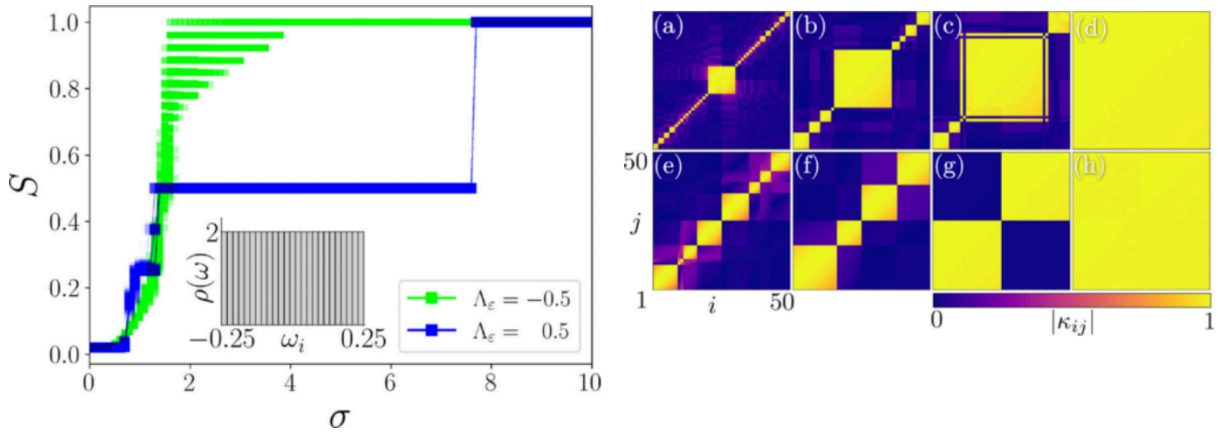 1.0
0.8
0.6
0.4
0.2
0.0
S
0
2
4
6
8
10
σ
2
ρ(ω)
−0.25
ω_i
0.25
Λ_ε = −0.5
Λ_ε = 0.5
(a)
(b)
(c)
(d)
50
(e)
(f)
(g)
(h)
j
1
i
50
0
|κ_ij|
1